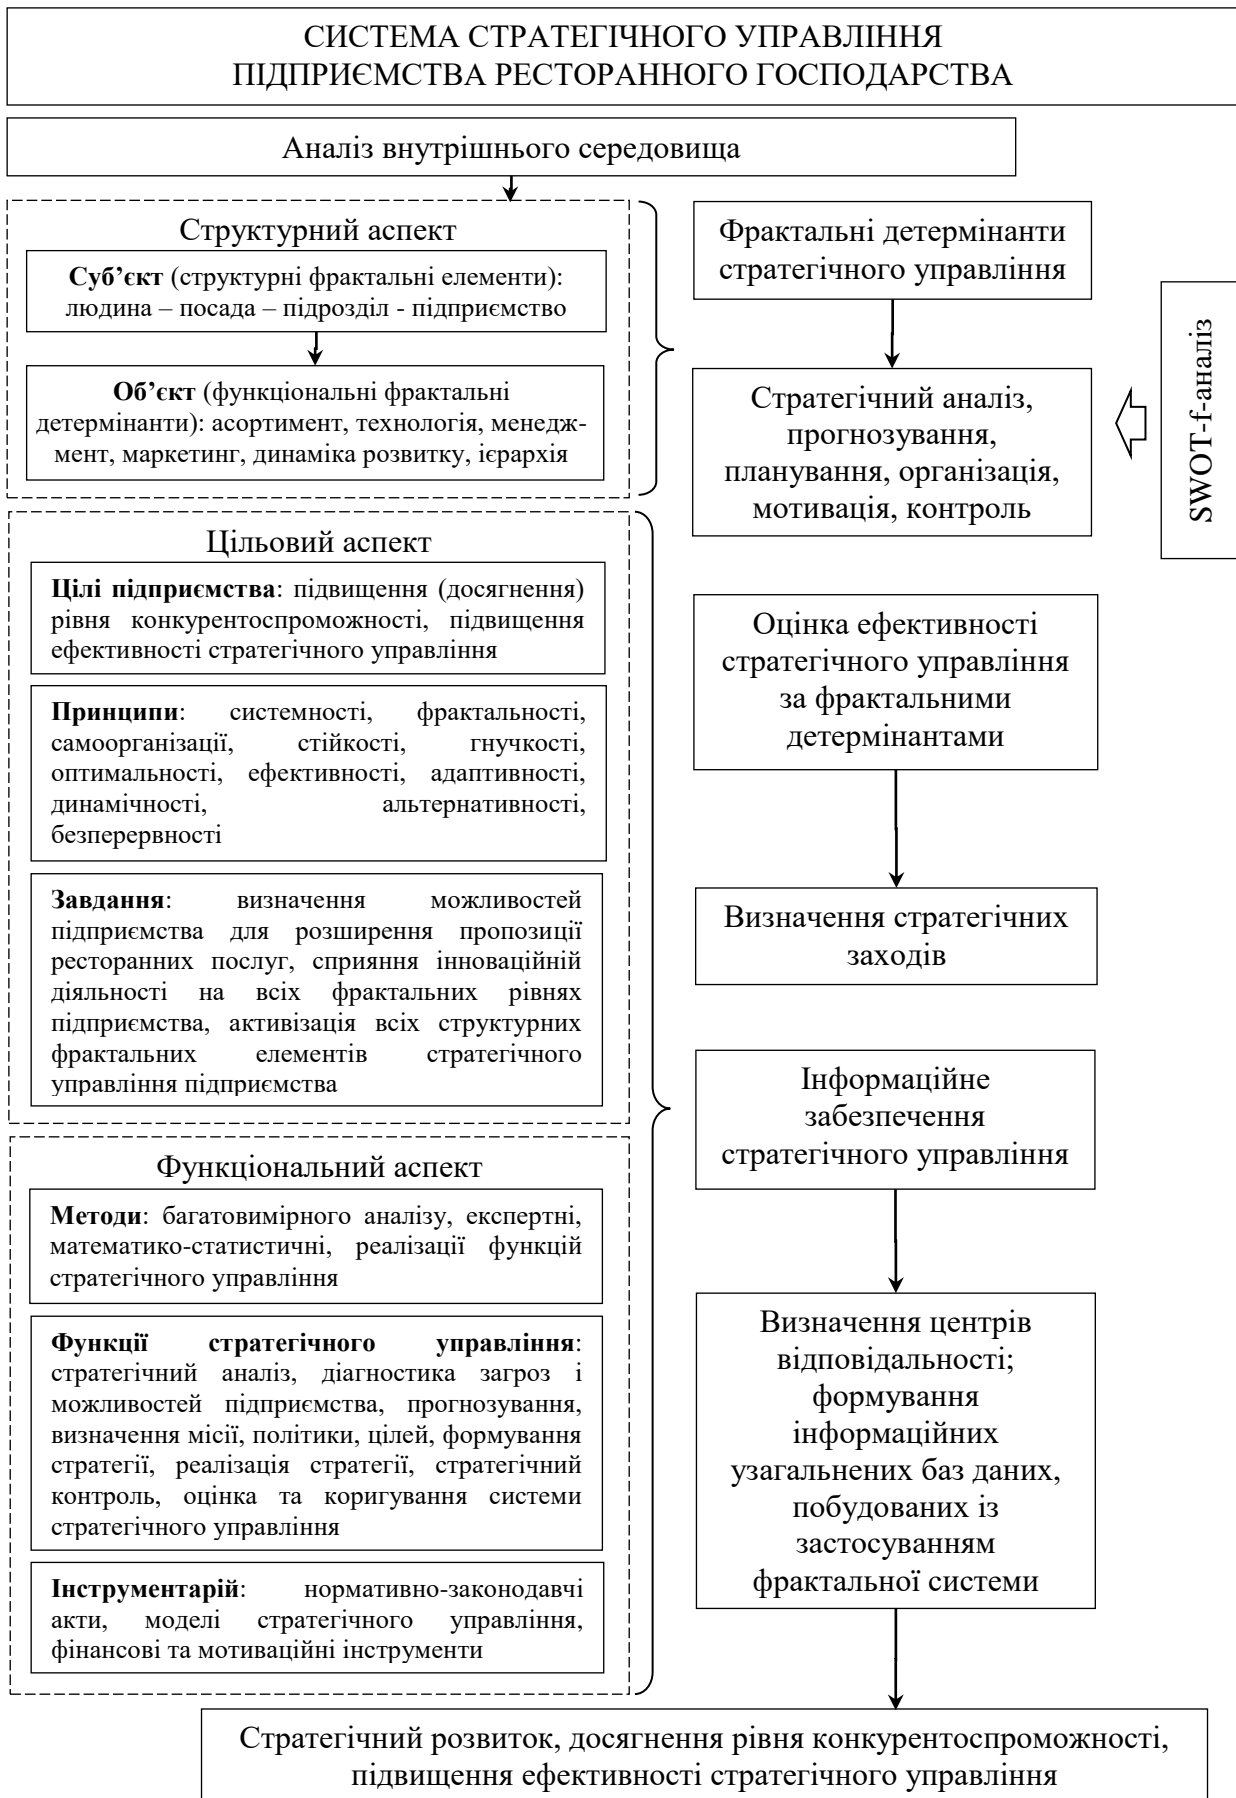 СИСТЕМА СТРАТЕГІЧНОГО УПРАВЛІННЯ
ПІДПРИЄМСТВА РЕСТОРАННОГО ГОСПОДАРСТВА
Аналіз внутрішнього середовища
Структурний аспект
Суб’єкт (структурні фрактальні елементи):
людина – посада – підрозділ - підприємство
Об’єкт (функціональні фрактальні
детермінанти): асортимент, технологія, менедж-
мент, маркетинг, динаміка розвитку, ієрархія
Цільовий аспект
Цілі підприємства: підвищення (досягнення)
рівня конкурентоспроможності, підвищення
ефективності стратегічного управління
Принципи: системності, фрактальності,
самоорганізації, стійкості, гнучкості,
оптимальності, ефективності, адаптивності,
динамічності, альтернативності,
безперервності
Завдання: визначення можливостей
підприємства для розширення пропозиції
ресторанних послуг, сприяння інноваційній
діяльності на всіх фрактальних рівнях
підприємства, активізація всіх структурних
фрактальних елементів стратегічного
управління підприємства
Функціональний аспект
Методи: багатовимірного аналізу, експертні,
математико-статистичні, реалізації функцій
стратегічного управління
Функції стратегічного управління:
стратегічний аналіз, діагностика загроз і
можливостей підприємства, прогнозування,
визначення місії, політики, цілей, формування
стратегії, реалізація стратегії, стратегічний
контроль, оцінка та коригування системи
стратегічного управління
Інструментарій: нормативно-законодавчі
акти, моделі стратегічного управління,
фінансові та мотиваційні інструменти
Фрактальні детермінанти
стратегічного управління
Стратегічний аналіз,
прогнозування,
планування, організація,
мотивація, контроль
SWOT-f-аналіз
Оцінка ефективності
стратегічного управління
за фрактальними
детермінантами
Визначення стратегічних
заходів
Інформаційне
забезпечення
стратегічного управління
Визначення центрів
відповідальності;
формування
інформаційних
узагальнених баз даних,
побудованих із
застосуванням
фрактальної системи
Стратегічний розвиток, досягнення рівня конкурентоспроможності,
підвищення ефективності стратегічного управління